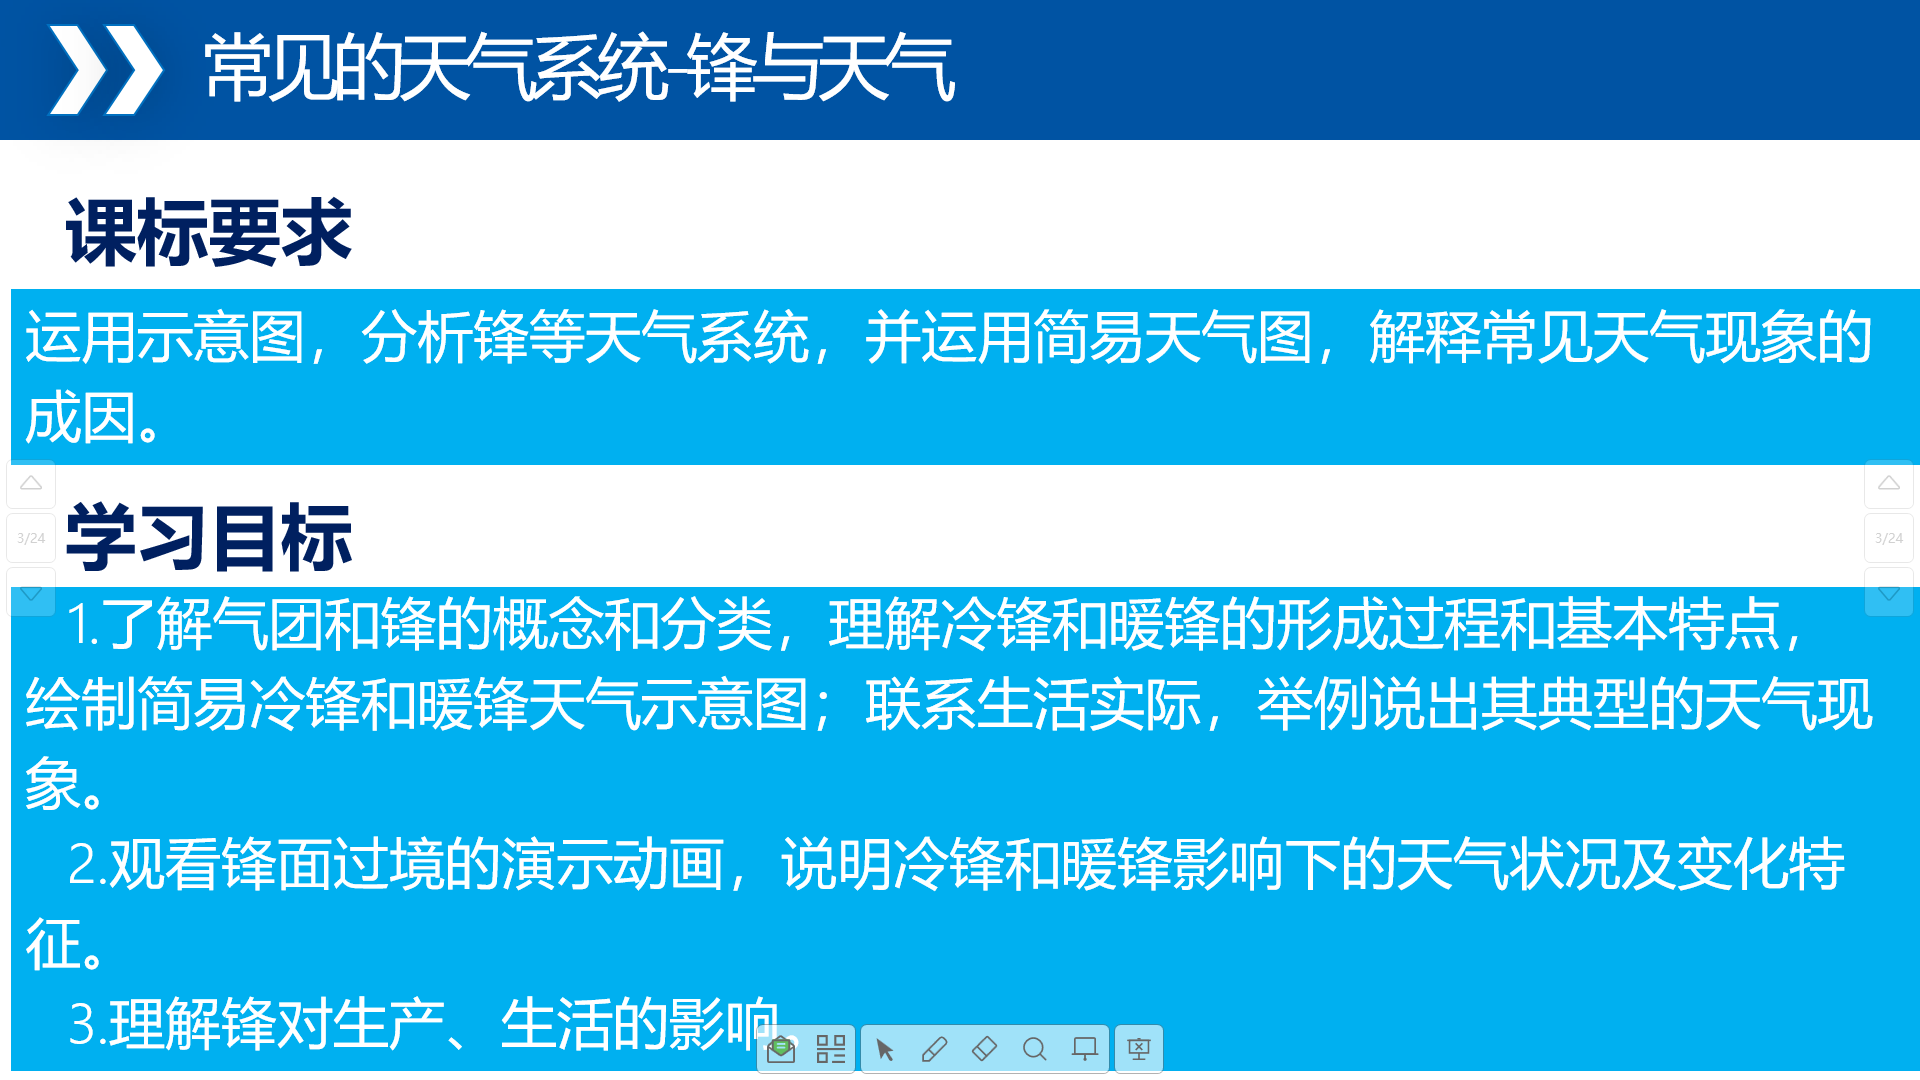 常见的天气系统-锋与天气
课标要求
运用示意图，分析锋等天气系统，并运用简易天气图，解释常见天气现象的
成因。
学习目标
3/24
3/24
1.了解气团和锋的概念和分类，理解冷锋和暖锋的形成过程和基本特点，
绘制简易冷锋和暖锋天气示意图；联系生活实际，举例说出其典型的天气现
象。
2.观看锋面过境的演示动画，说明冷锋和暖锋影响下的天气状况及变化特
征。
3.理解锋对生产、生活的影响